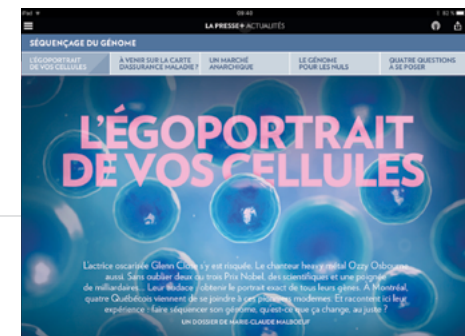 iPad
08:46
LA PRESSE+ ACTUALITÉS
SÉQUENÇAGE DU GÉNOME
L'ÉGOPORTRAIT
DE VOS CELLULES
À VENIR SUR LA CARTE
D'ASSURANCE MALADIE ?
UN MARCHÉ
ANARCHIQUE
LE GÉNOME
POUR LES NULS
QUATRE QUESTIONS
À SE POSER
L'ÉGOPORTRAIT
DE VOS CELLULES
L'actrice oscarisée Glenn Close s'y est risquée. Le chanteur heavy métal Ozzy Osbourne
aussi. Sans oublier deux ou trois Prix Nobel, des scientifiques et une poignée
de milliardaires... Leur audace : obtenir le portrait exact de tous leurs gènes. À Montréal,
quatre Québécois viennent de se joindre à ces pionniers modernes. Et racontent ici leur
expérience : faire séquencer son génome, qu'est-ce que ça change, au juste ?
UN DOSSIER DE MARIE-CLAUDE MALBOEUF